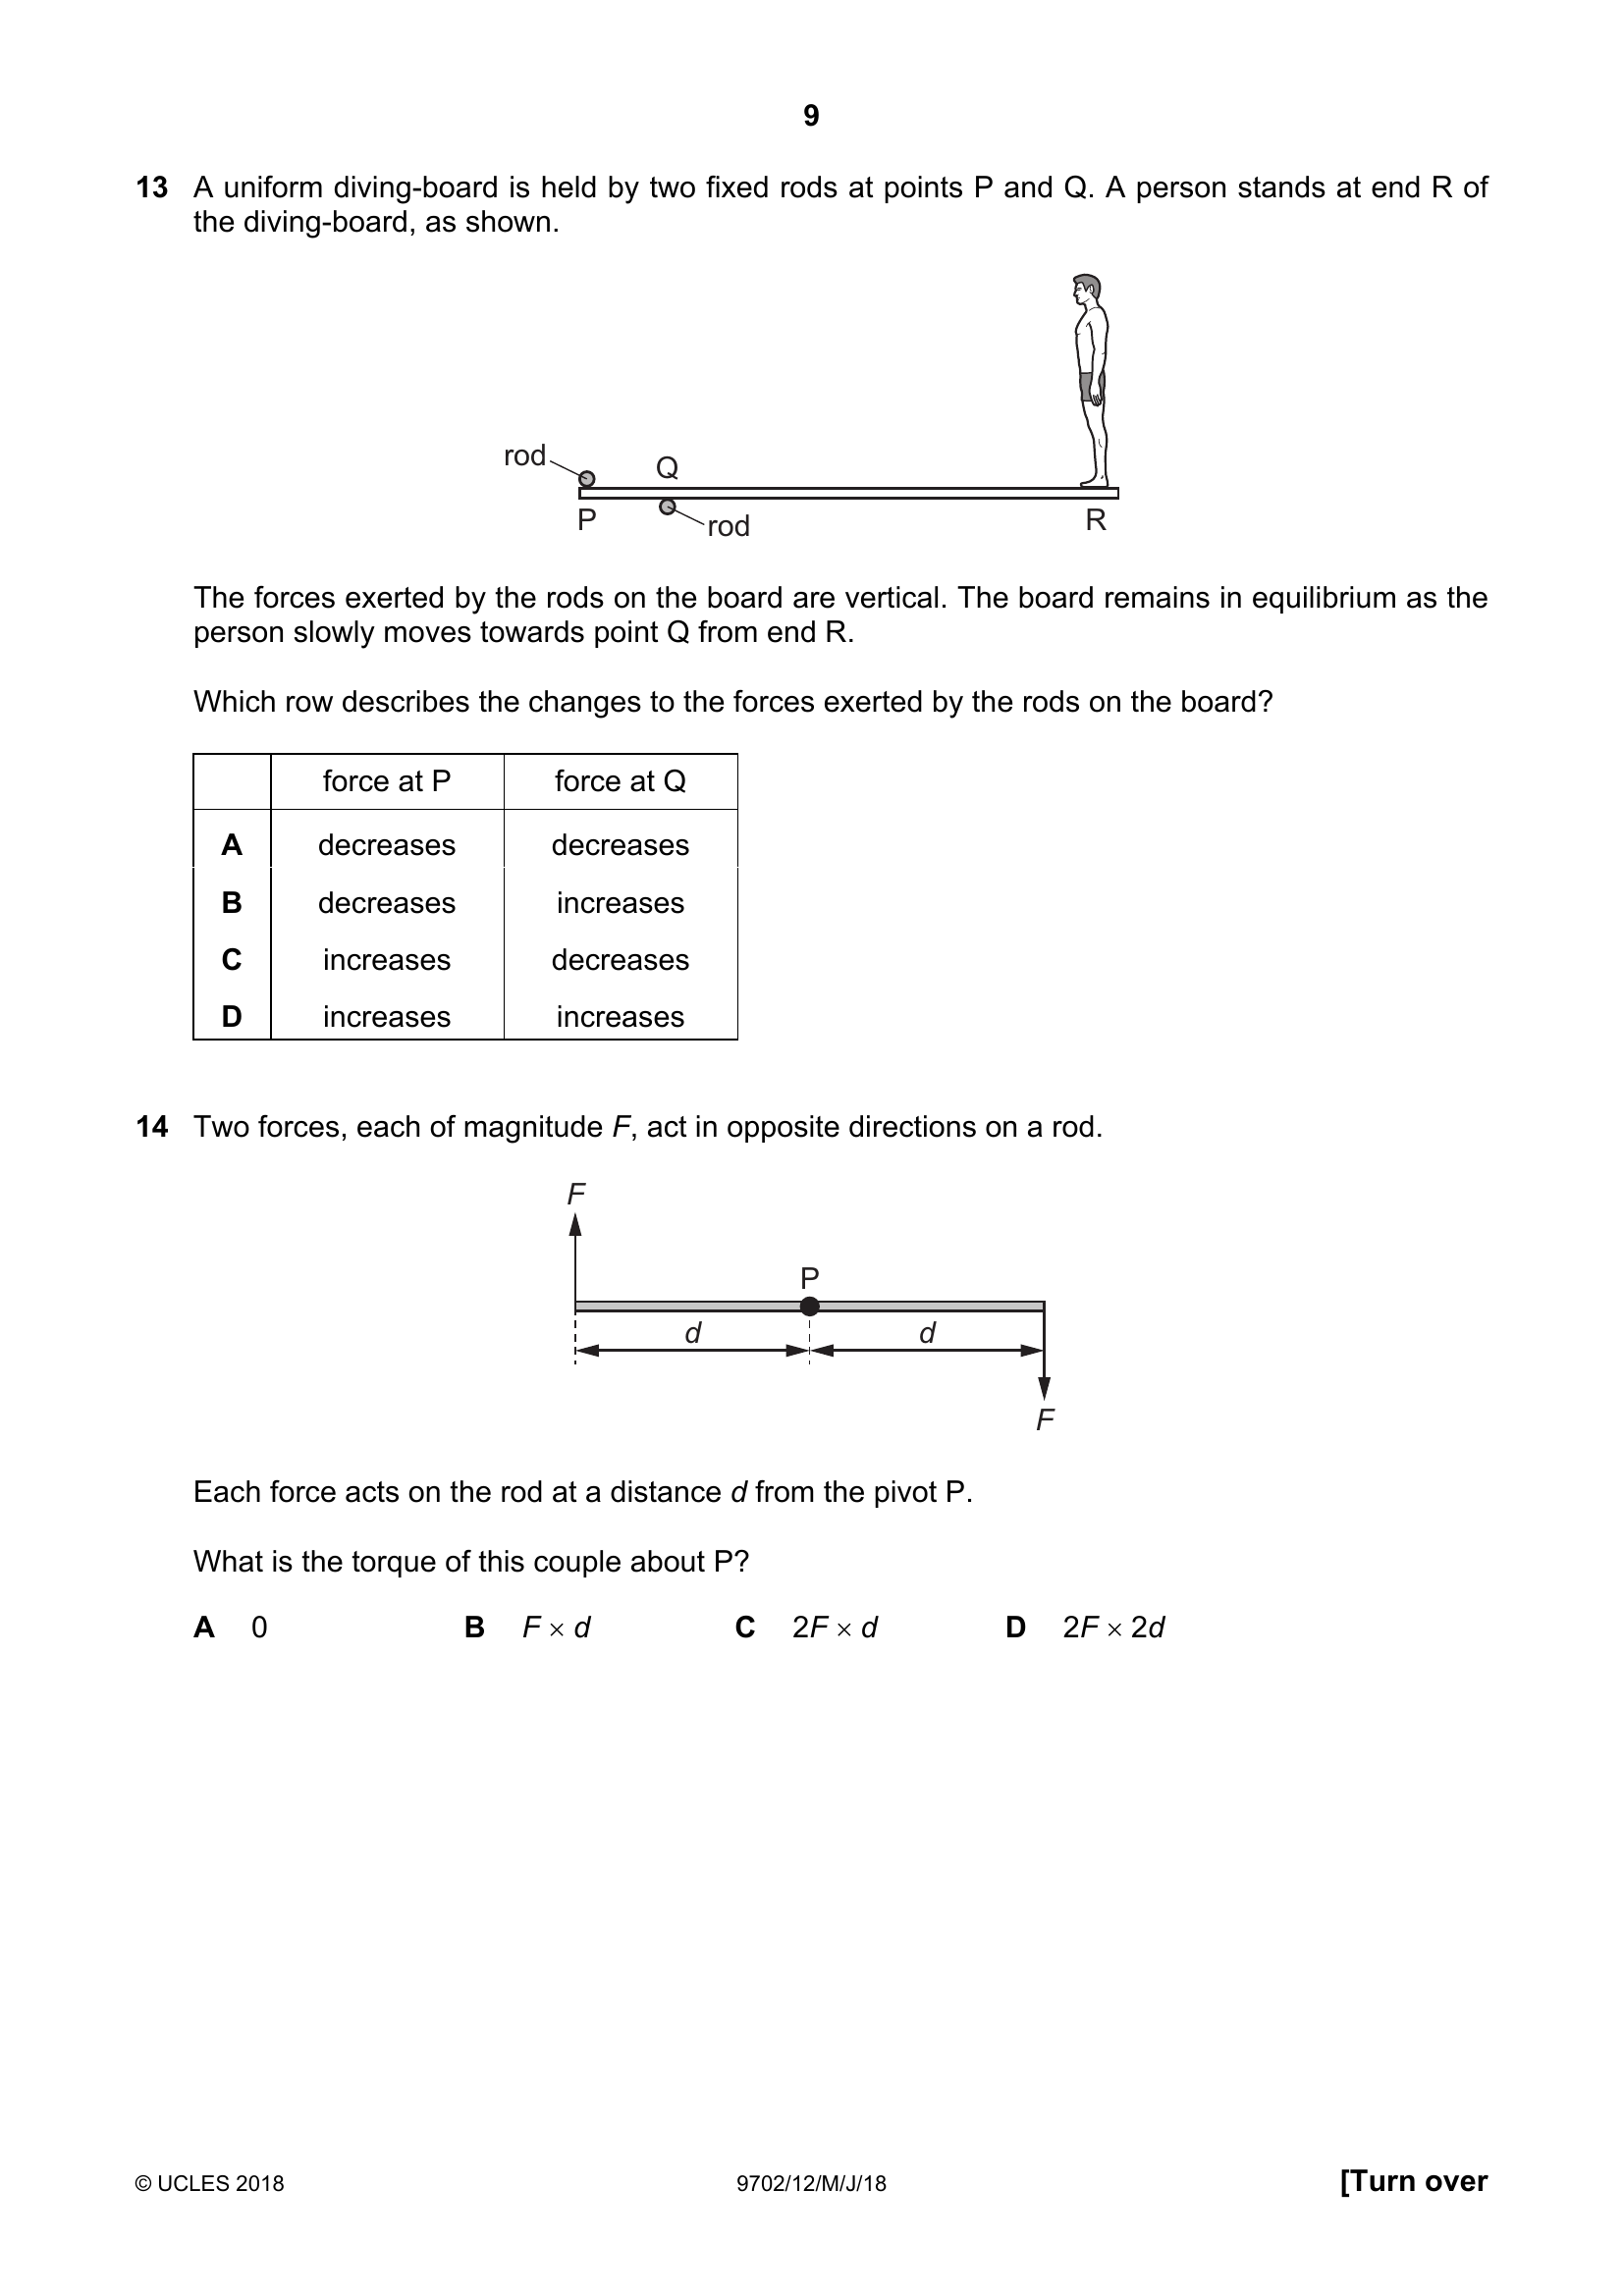 9
13 A uniform diving-board is held by two fixed rods at points P and Q. A person stands at end R of
the diving-board, as shown.
rod
Q
P
rod
R
The forces exerted by the rods on the board are vertical. The board remains in equilibrium as the
person slowly moves towards point Q from end R.
Which row describes the changes to the forces exerted by the rods on the board?
force at P force at Q
A decreases decreases
B decreases increases
C increases decreases
D increases increases
14 Two forces, each of magnitude F, act in opposite directions on a rod.
F
P
d d
F
Each force acts on the rod at a distance d from the pivot P.
What is the torque of this couple about P?
A 0 B F × d C 2F × d D 2F × 2d
© UCLES 2018 9702/12/M/J/18 [Turn over